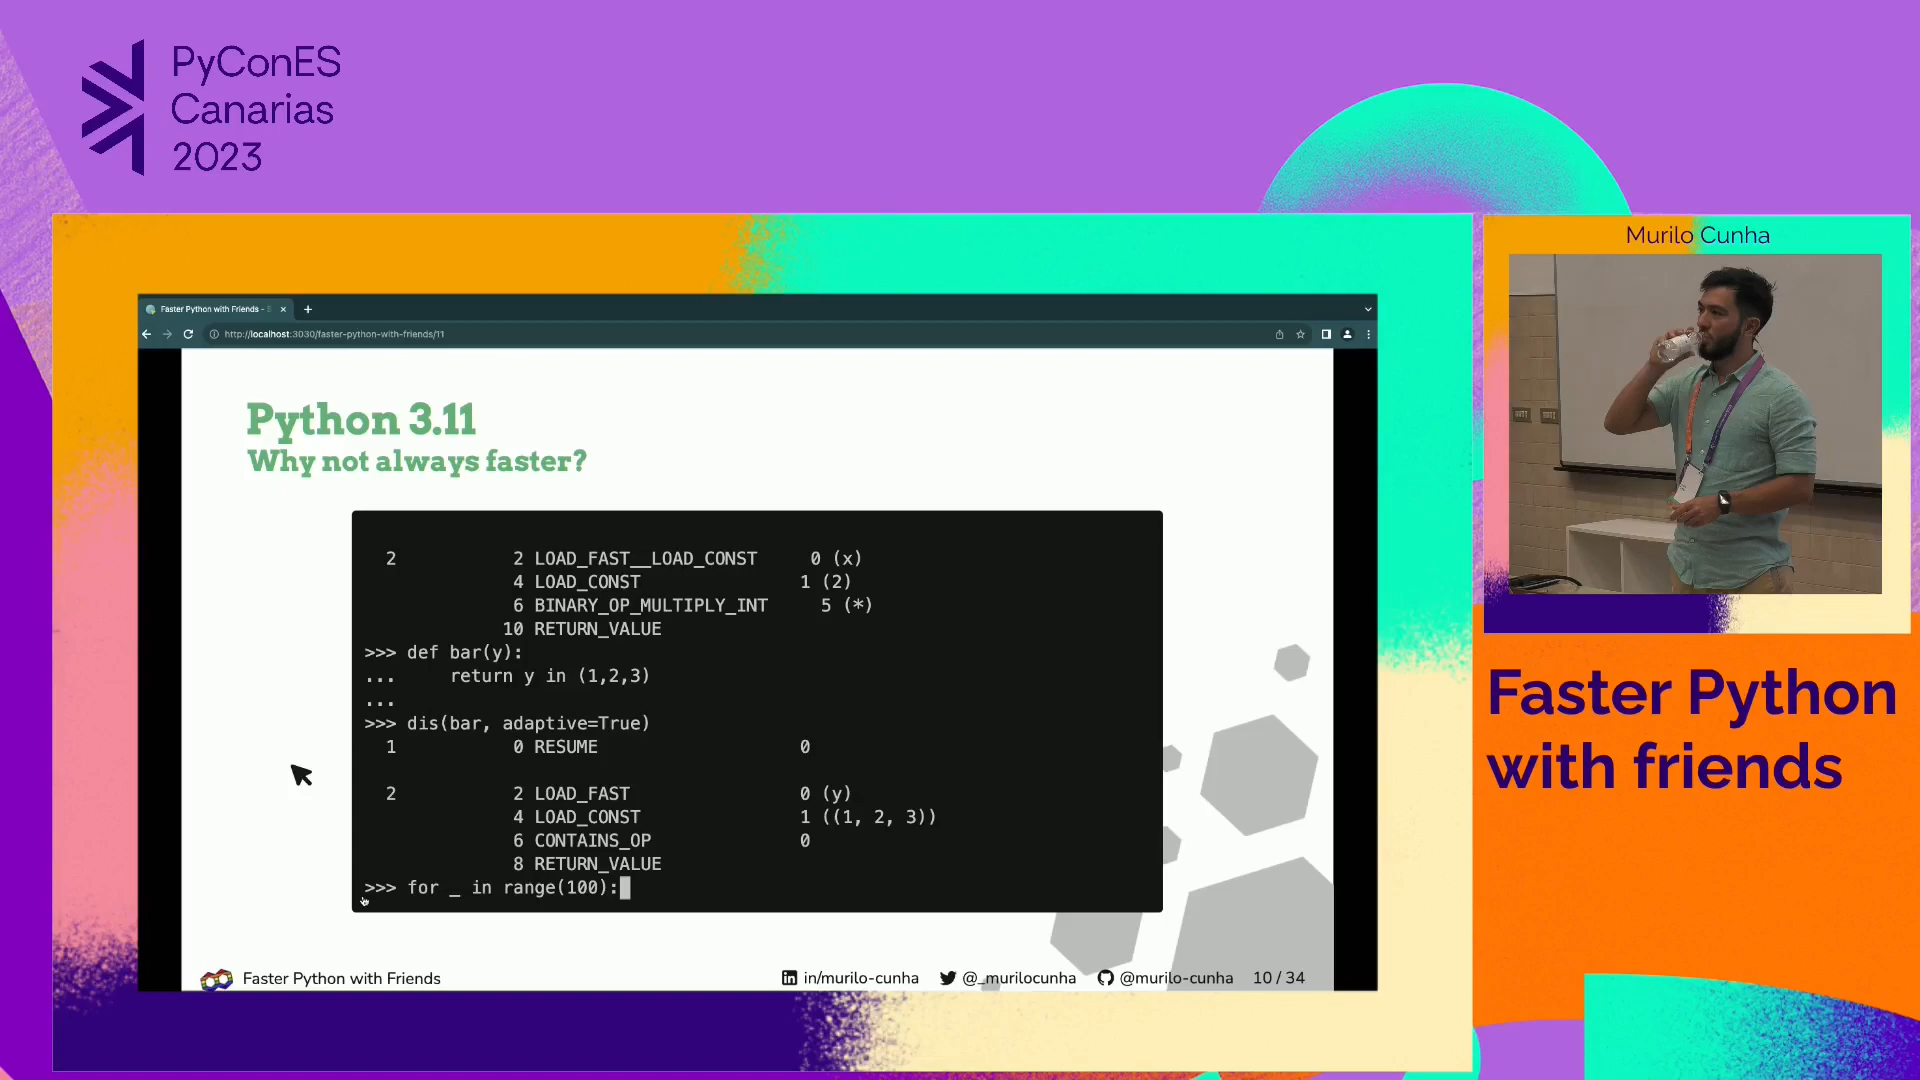 PyConES
Canarias
2023
Murilo Cunha
Faster Python with Friends -
http://localhost:3030/faster-python-with-friends/11
Python 3.11
Why not always faster?
2 2 LOAD_FAST__LOAD_CONST 0 (x)
4 LOAD_CONST 1 (2)
6 BINARY_OP_MULTIPLY_INT 5 (*)
10 RETURN_VALUE
>>> def bar(y):
... return y in (1,2,3)
...
>>> dis(bar, adaptive=True)
1 0 RESUME 0
2 2 LOAD_FAST 0 (y)
4 LOAD_CONST 1 ((1, 2, 3))
6 CONTAINS_OP 0
8 RETURN_VALUE
>>> for _ in range(100):
Faster Python with Friends in/murilo-cunha @_murilocunha @murilo-cunha 10 / 34
Faster Python
with friends